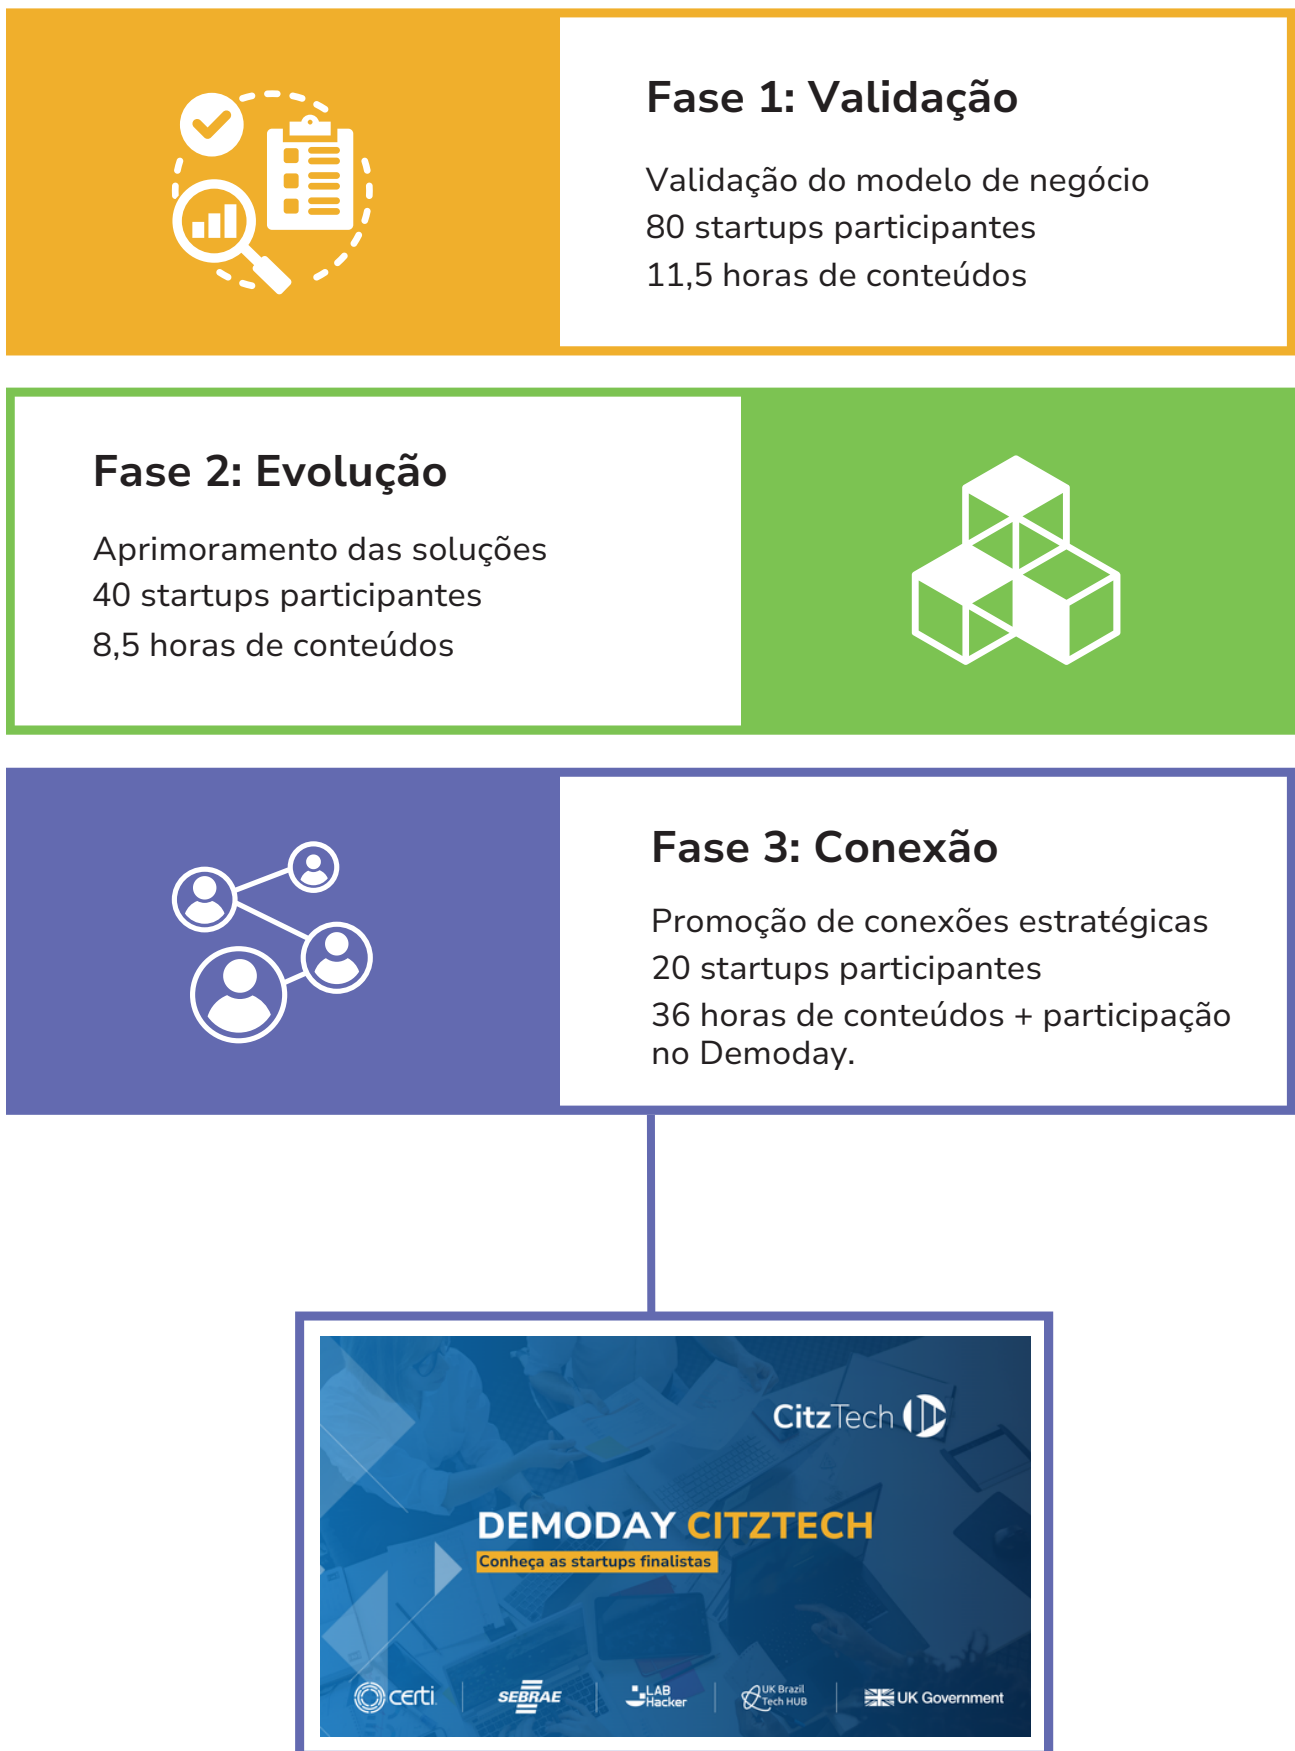 Fase 1: Validação
Validação do modelo de negócio
80 startups participantes
11,5 horas de conteúdos
Fase 2: Evolução
Aprimoramento das soluções
40 startups participantes
8,5 horas de conteúdos
Fase 3: Conexão
Promoção de conexões estratégicas
20 startups participantes
36 horas de conteúdos + participação
no Demoday.
CitzTech
DEMODAY CITZTECH
Conheça as startups finalistas
certi
SEBRAE
LAB
Hacker
UK Brazil
Tech HUB
UK Government